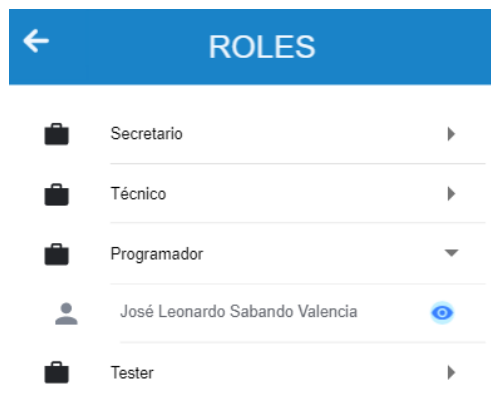 ROLES
Secretario
Técnico
Programador
José Leonardo Sabando Valencia
Tester